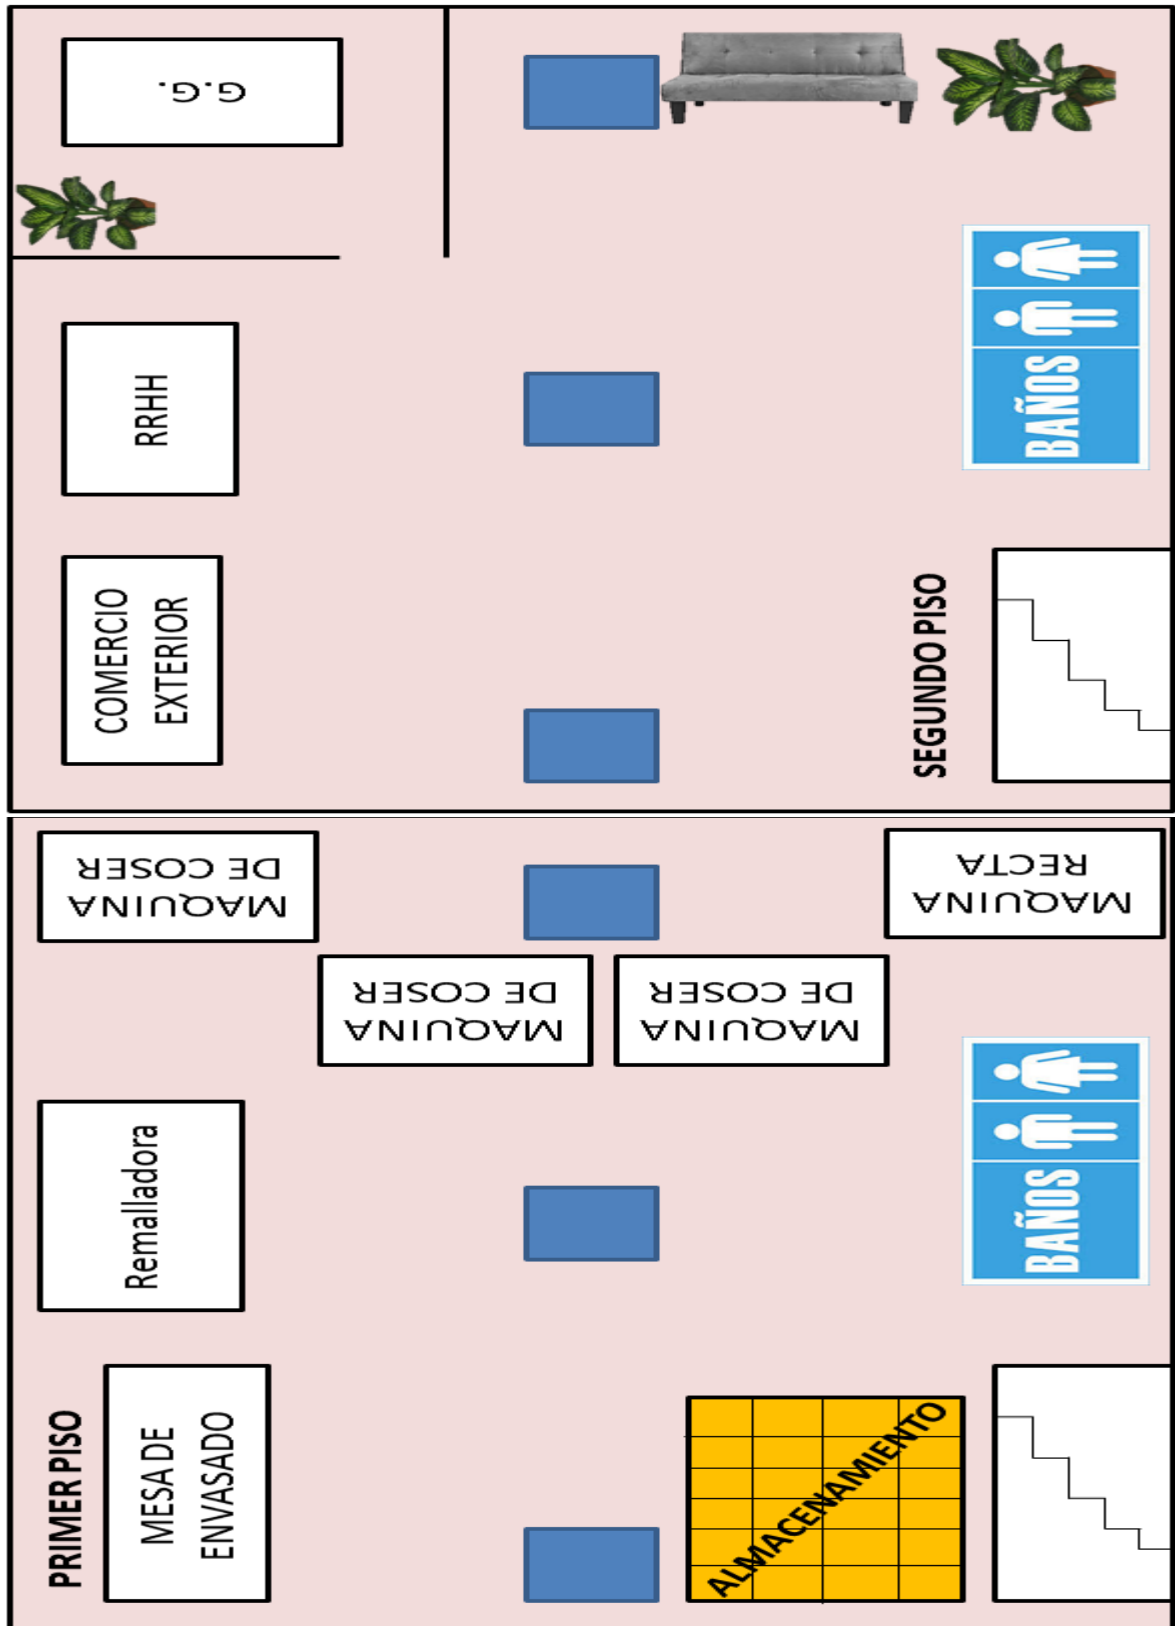 G.G.
RRHH
COMERCIO
EXTERIOR
BAÑOS
SEGUNDO PISO
MAQUINA
DE COSER
MAQUINA
RECTA
MAQUINA
DE COSER
MAQUINA
DE COSER
Remalladora
BAÑOS
PRIMER PISO
MESA DE
ENVASADO
ALMACENAMIENTO